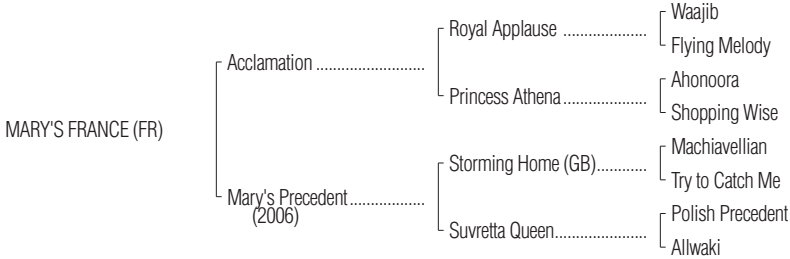 Waajib
Royal Applause ....................
Flying Melody
Acclamation ..........................
Ahonoora
Princess Athena ....................
Shopping Wise
MARY'S FRANCE (FR)
Machiavellian
Storming Home (GB)............
Try to Catch Me
Mary's Precedent..................
(2006)
Polish Precedent
Suvretta Queen......................
Allwaki